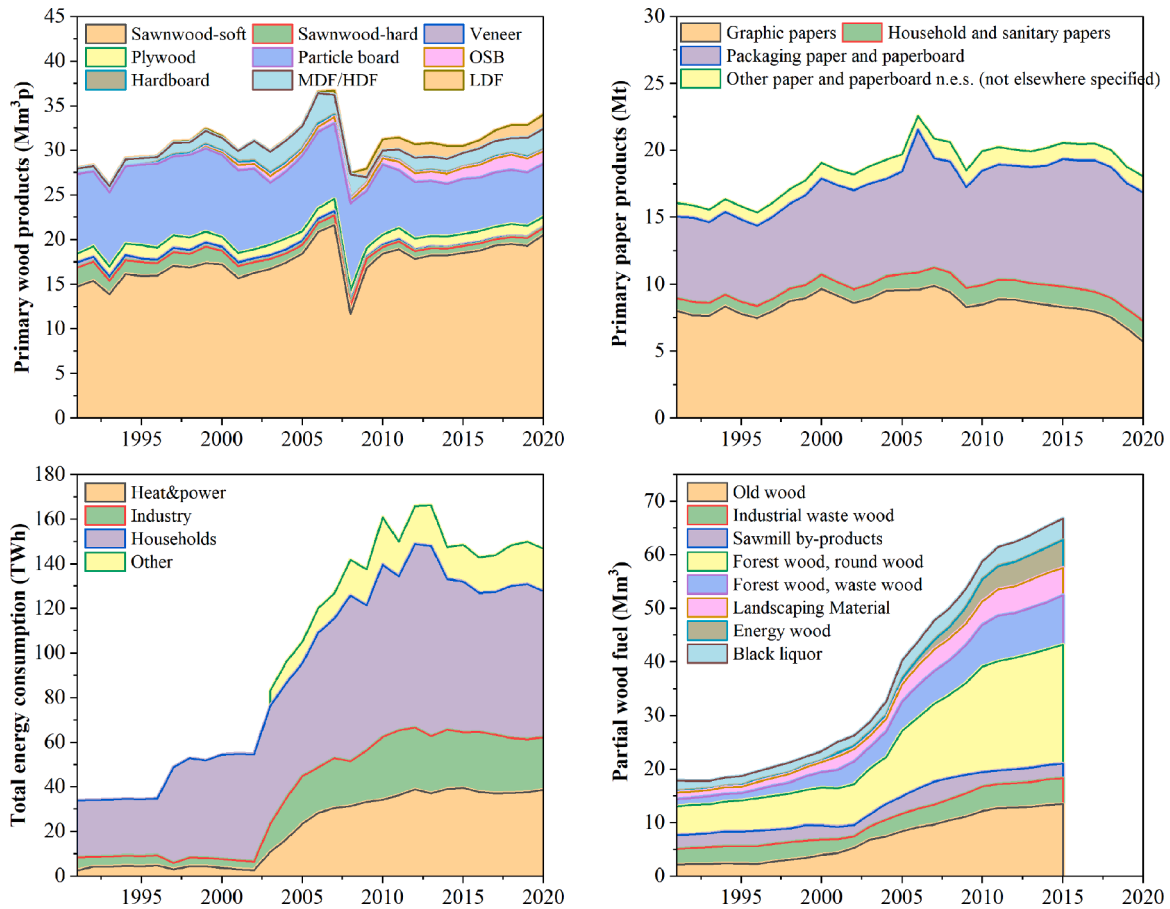 45
40
35
30
25
20
15
10
5
0
Primary wood products (Mm³p)
Sawnwood-soft Sawnwood-hard Veneer
Plywood Particle board OSB
Hardboard MDF/HDF LDF
1995 2000 2005 2010 2015 2020
30
25
20
15
10
5
0
Primary paper products (Mt)
Graphic papers Household and sanitary papers
Packaging paper and paperboard
Other paper and paperboard n.e.s. (not elsewhere specified)
1995 2000 2005 2010 2015 2020
180
160
140
120
100
80
60
40
20
0
Total energy consumption (TWh)
Heat&power
Industry
Households
Other
1995 2000 2005 2010 2015 2020
70
60
50
40
30
20
10
0
Partial wood fuel (Mm³)
Old wood
Industrial waste wood
Sawmill by-products
Forest wood, round wood
Forest wood, waste wood
Landscaping Material
Energy wood
Black liquor
1995 2000 2005 2010 2015 2020